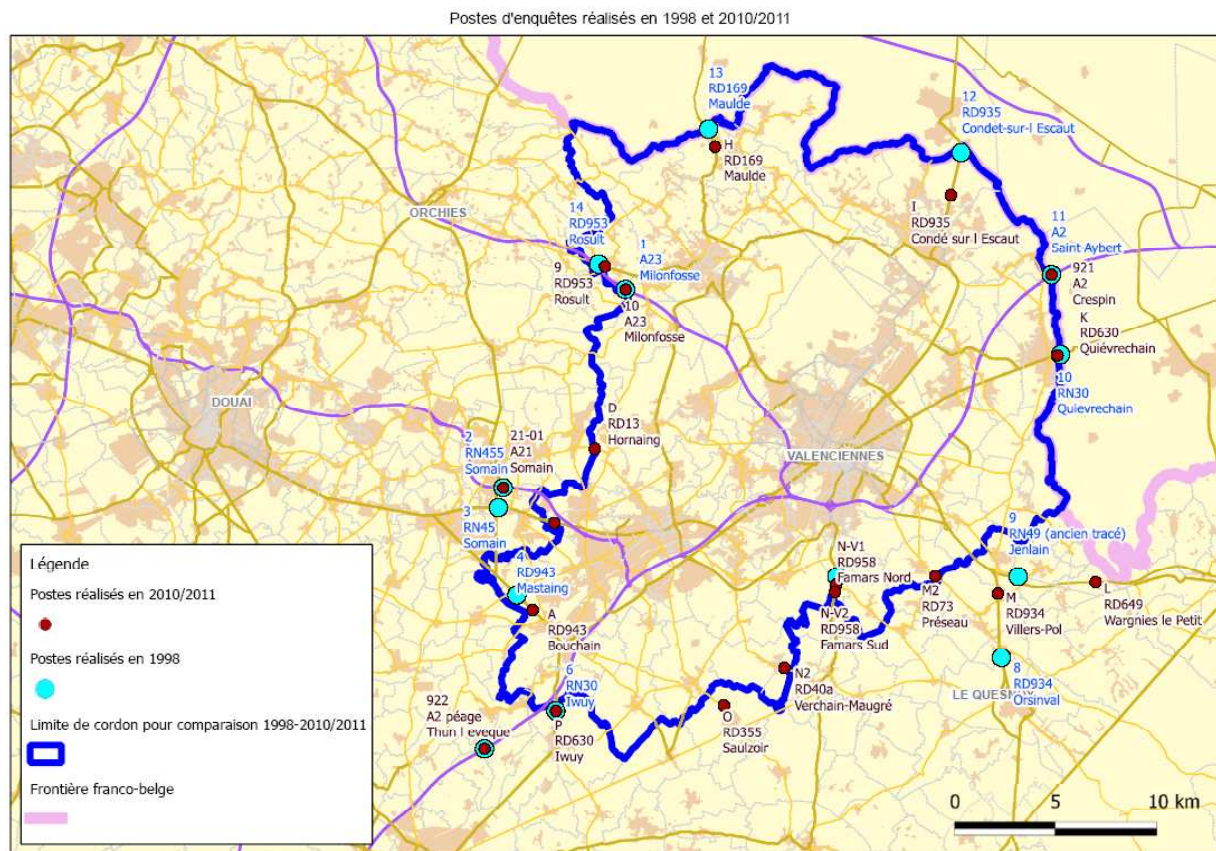 Postes d'enquêtes réalisés en 1998 et 2010/2011
13
RD169
Maulde
H
RD169
Maulde
12
RD935
Condet-sur-l Escaut
I
RD935
Condé sur l Escaut
ORCHIES
14
RD953
Rosult
9
RD953
Rosult
1
A23
Milonfosse
10
A23
Milonfosse
11
A2
Saint Aybert
921
A2
Crespin
K
RD630
Quiévrechain
10
RN30
Quievrechain
DOUAI
D
RD13
Hornaing
VALENCIENNES
2
RN455
Somain
21-01
A21
Somain
3
RN45
Somain
4
RD943
Mastaing
A
RD943
Bouchain
9
RN49 (ancien tracé)
Jenlain
N-V1
RD958
Famars Nord
N-V2
RD958
Famars Sud
M2
RD73
Préseau
M
RD934
Villers-Pol
L
RD649
Wargnies le Petit
8
RD934
Orsinval
LE QUESNOY
N2
RD40a
Verchain-Maugré
O
RD355
Saulzoir
6
RN30
Iwuy
P
RD630
Iwuy
922
A2 péage
Thun l eveque
Légende
Postes réalisés en 2010/2011
Postes réalisés en 1998
Limite de cordon pour comparaison 1998-2010/2011
Frontière franco-belge
0 5 10 km